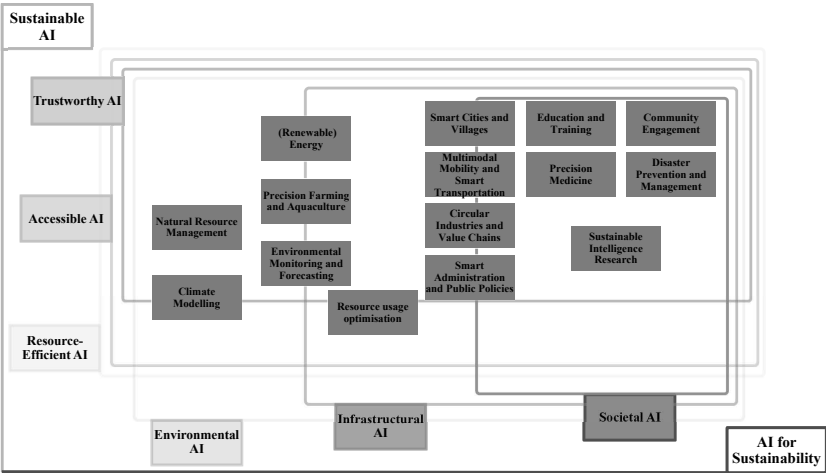 Sustainable
AI
Trustworthy AI
Accessible AI
Resource-
Efficient AI
(Renewable)
Energy
Precision Farming
and Aquaculture
Natural Resource
Management
Environmental
Monitoring and
Forecasting
Climate
Modelling
Resource usage
optimisation
Smart Cities and
Villages
Multimodal
Mobility and
Smart
Transportation
Circular
Industries and
Value Chains
Smart
Administration
and Public Policies
Education and
Training
Precision
Medicine
Community
Engagement
Disaster
Prevention and
Management
Sustainable
Intelligence
Research
Environmental
AI
Infrastructural
AI
Societal AI
AI for
Sustainability